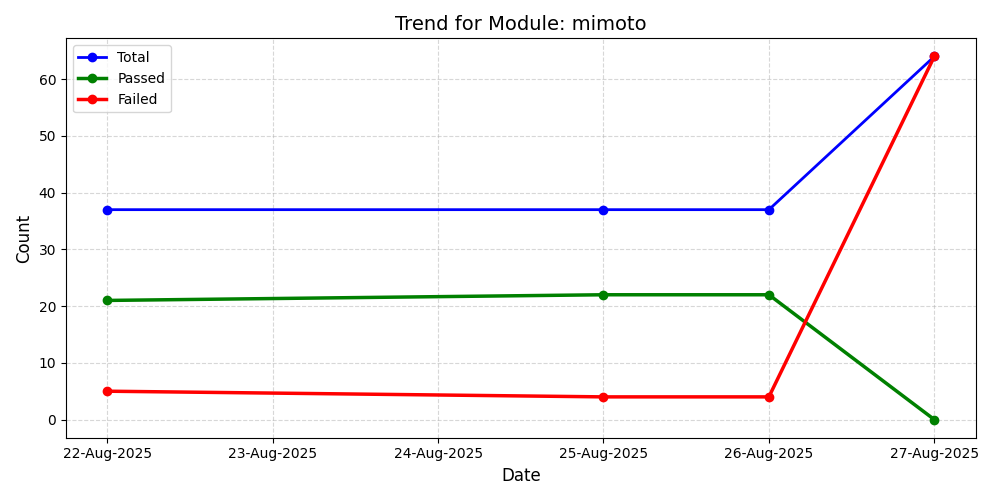 Trend for Module: mimoto
Total
Passed
Failed
60
50
40
30
20
10
0
Count
22-Aug-2025 23-Aug-2025 24-Aug-2025 25-Aug-2025 26-Aug-2025 27-Aug-2025
Date